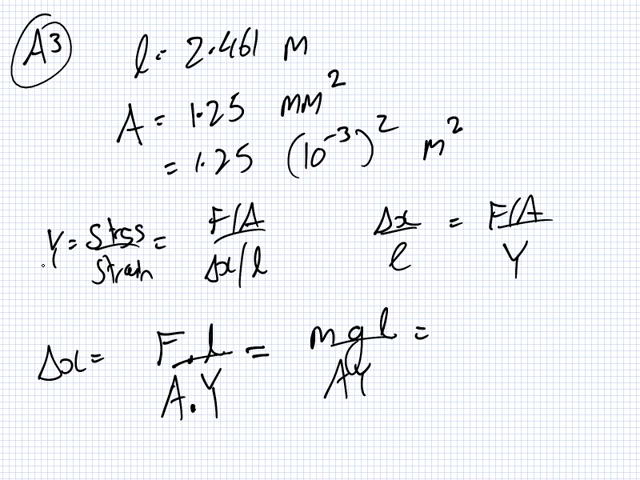 A3
l = 2.461 m
A = 1.25 mm²
= 1.25 (10⁻³)² m²
Y = Stress/Strain = F/A / Δx/l    Δx/l = F/A / Y
Δx = F.l / A.Y = mgl / AY =